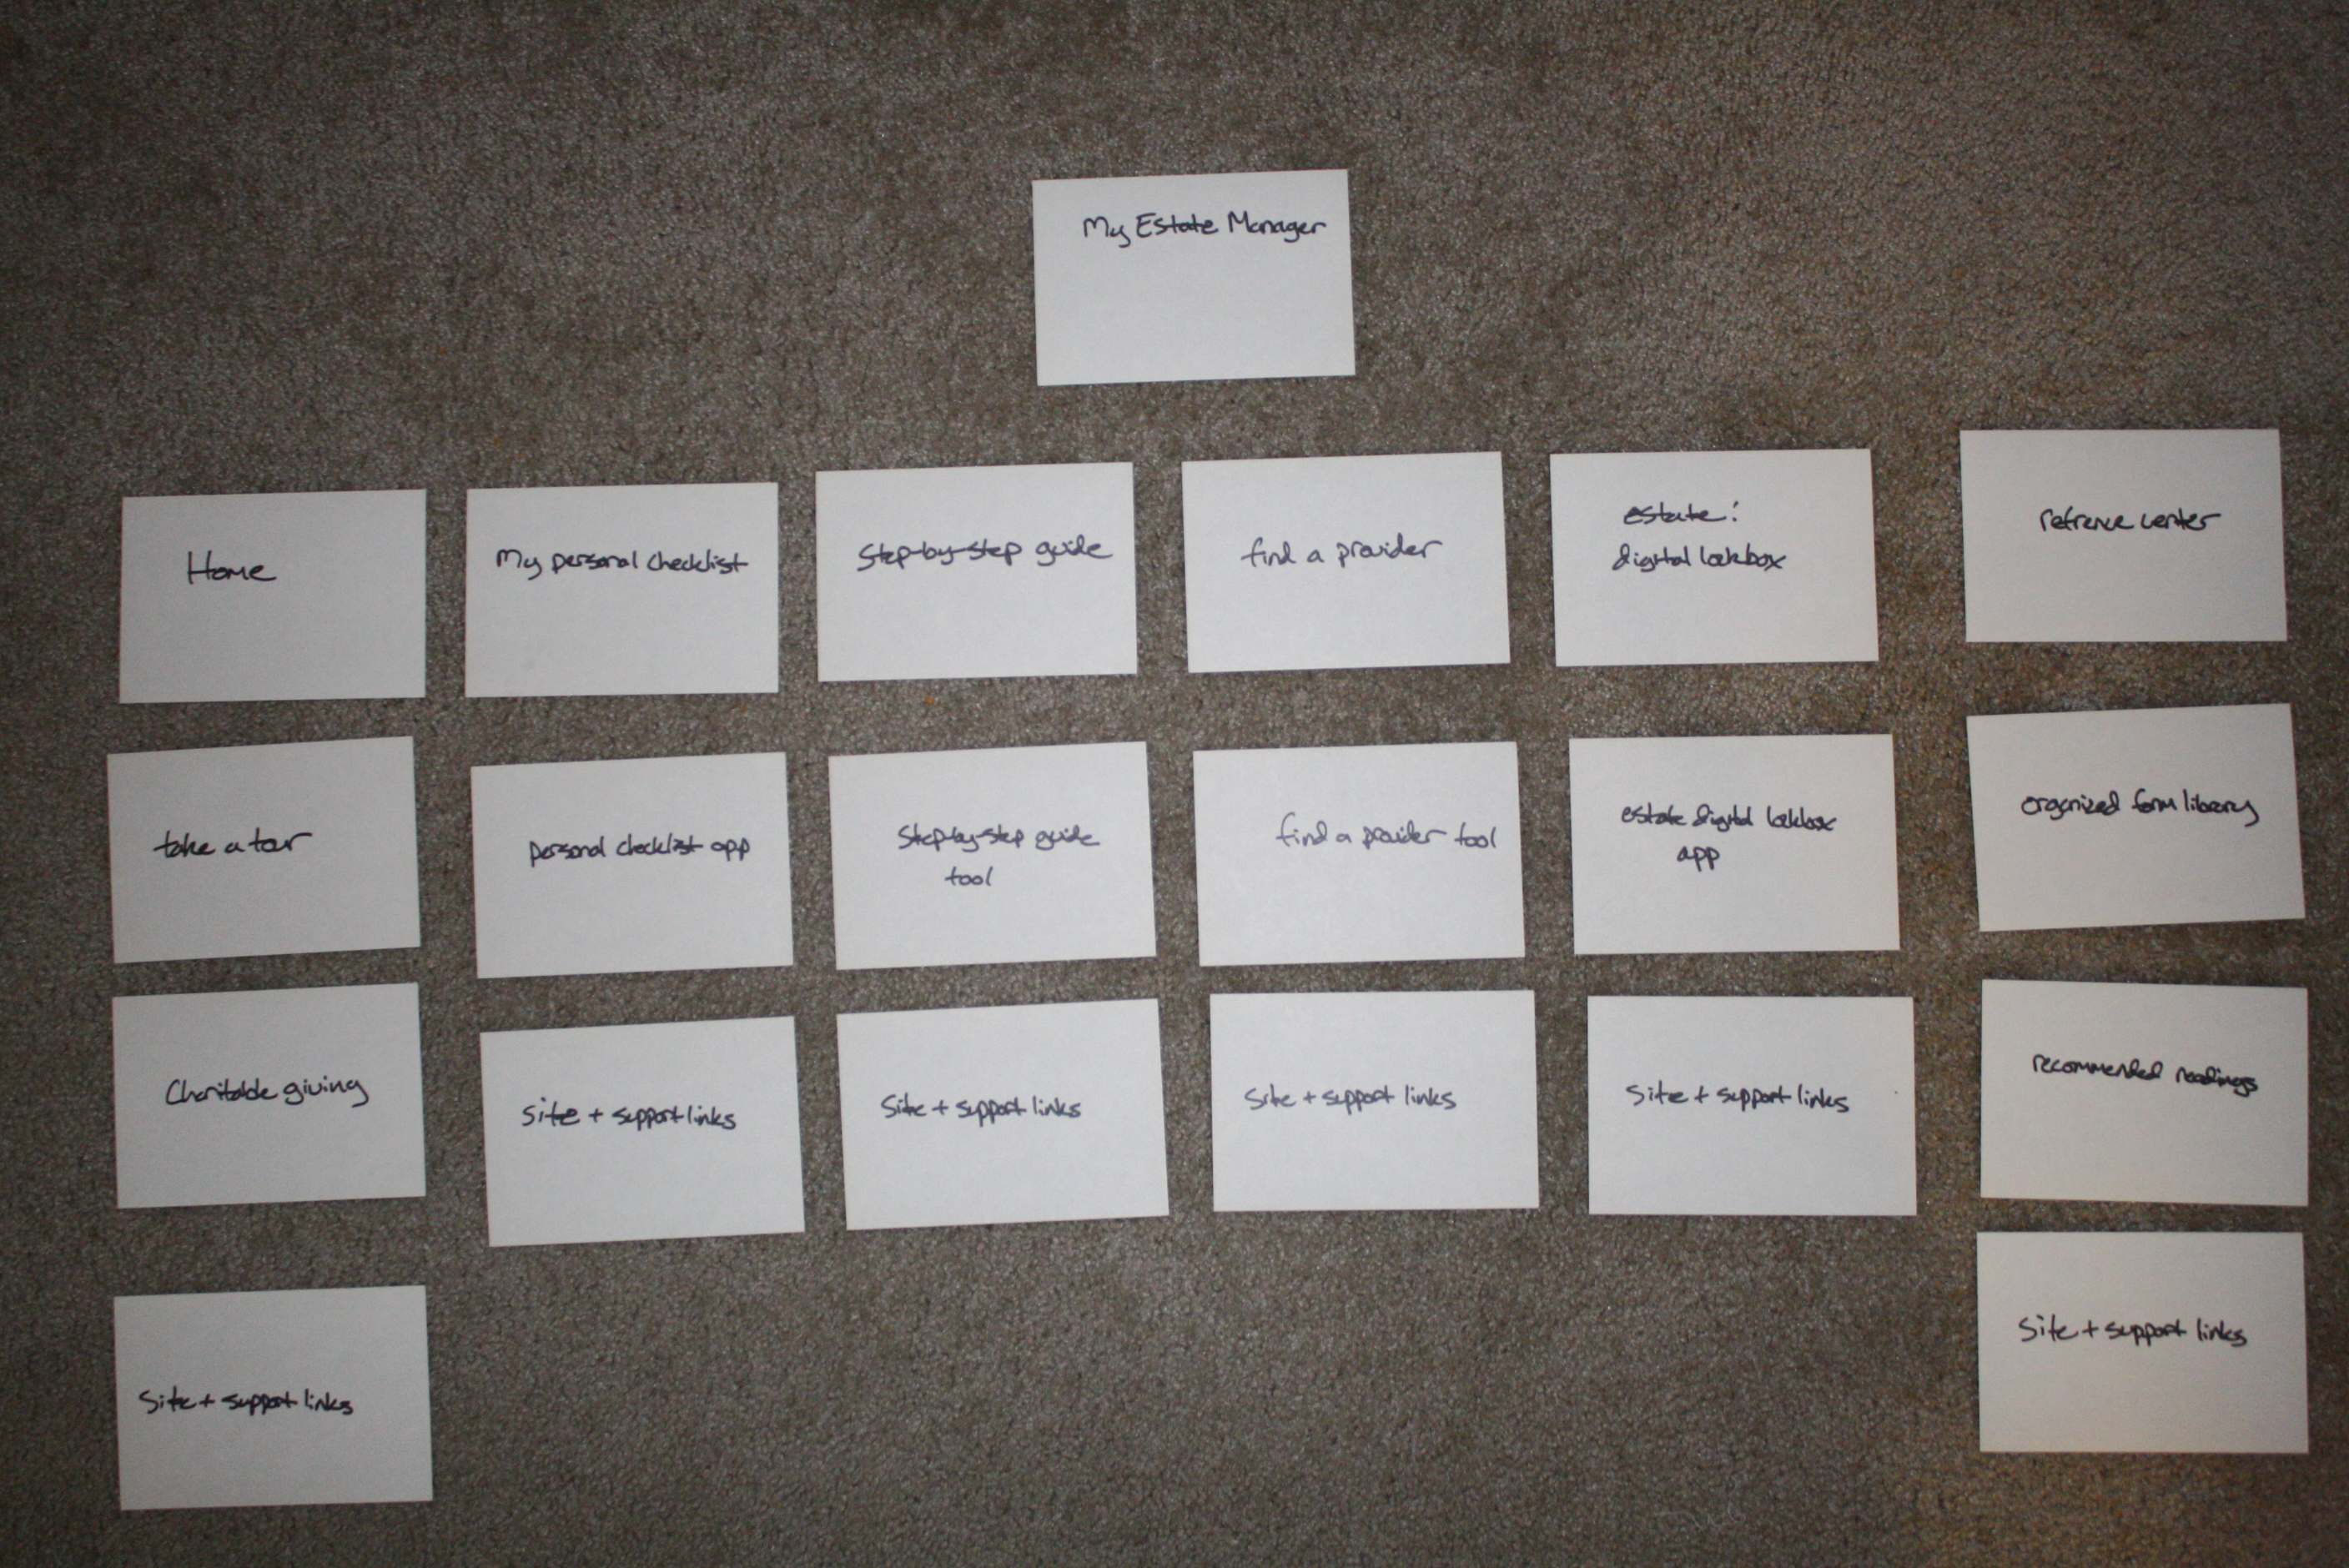 My Estate Manager
Home
My personal checklist
Step-by-step guide
find a provider
estate:
digital lockbox
refrence center
take a tour
personal checklist app
Step-by-step guide
tool
find a provider tool
estate digital lockbox
app
organized form library
Charitable giving
site + support links
Site + support links
Site + support links
Site + support links
recommended readings
Site + support links
Site + support links